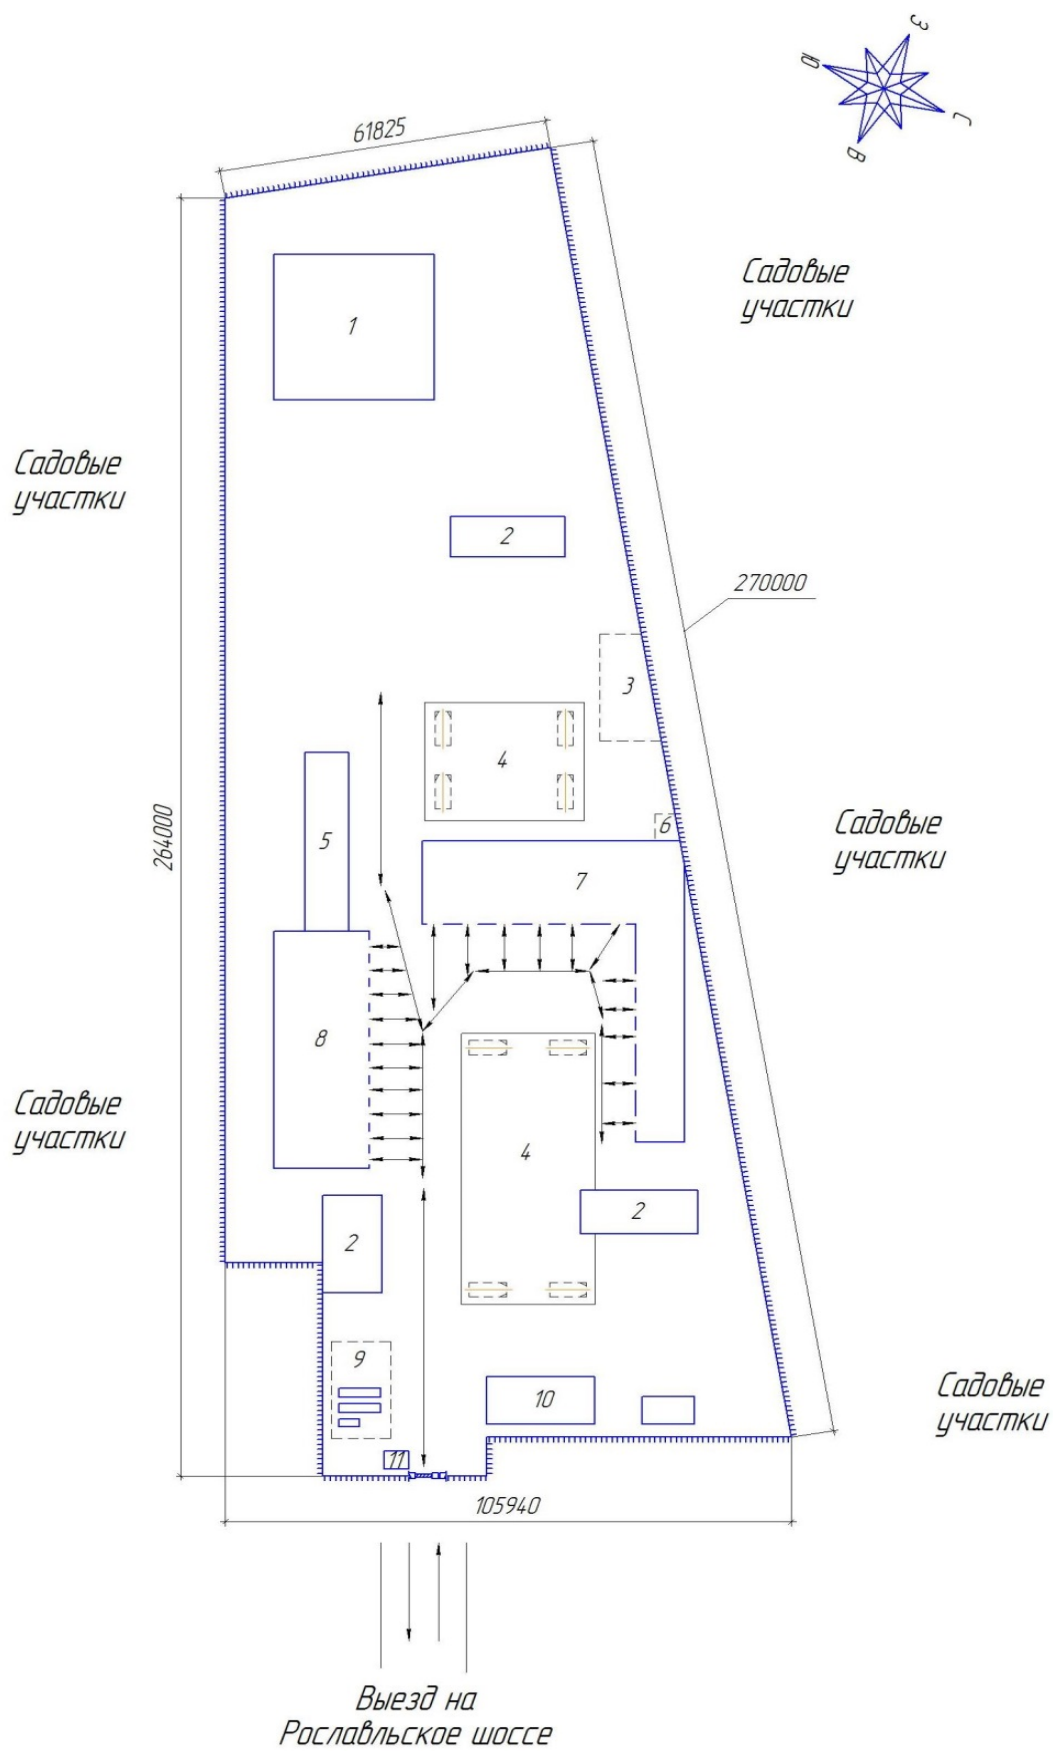 З
Ю
С
В
61825
Садовые
участки
1
Садовые
участки
2
270000
3
4
264000
5
6
Садовые
участки
7
8
Садовые
участки
4
2
2
9
10
Садовые
участки
11
105940
Выезд на
Рославльское шоссе